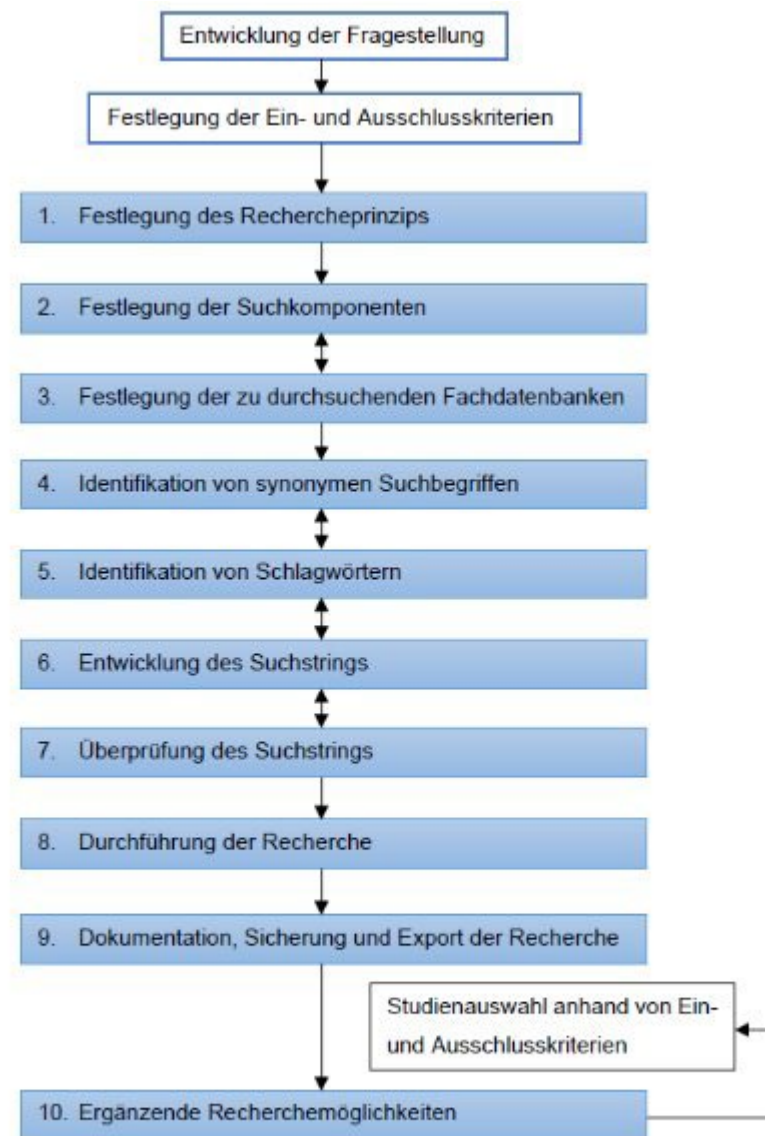 Entwicklung der Fragestellung
Festlegung der Ein- und Ausschlusskriterien
1. Festlegung des Rechercheprinzips
2. Festlegung der Suchkomponenten
3. Festlegung der zu durchsuchenden Fachdatenbanken
4. Identifikation von synonymen Suchbegriffen
5. Identifikation von Schlagwörtern
6. Entwicklung des Suchstrings
7. Überprüfung des Suchstrings
8. Durchführung der Recherche
9. Dokumentation, Sicherung und Export der Recherche
Studienauswahl anhand von Ein-
und Ausschlusskriterien
10. Ergänzende Recherchemöglichkeiten